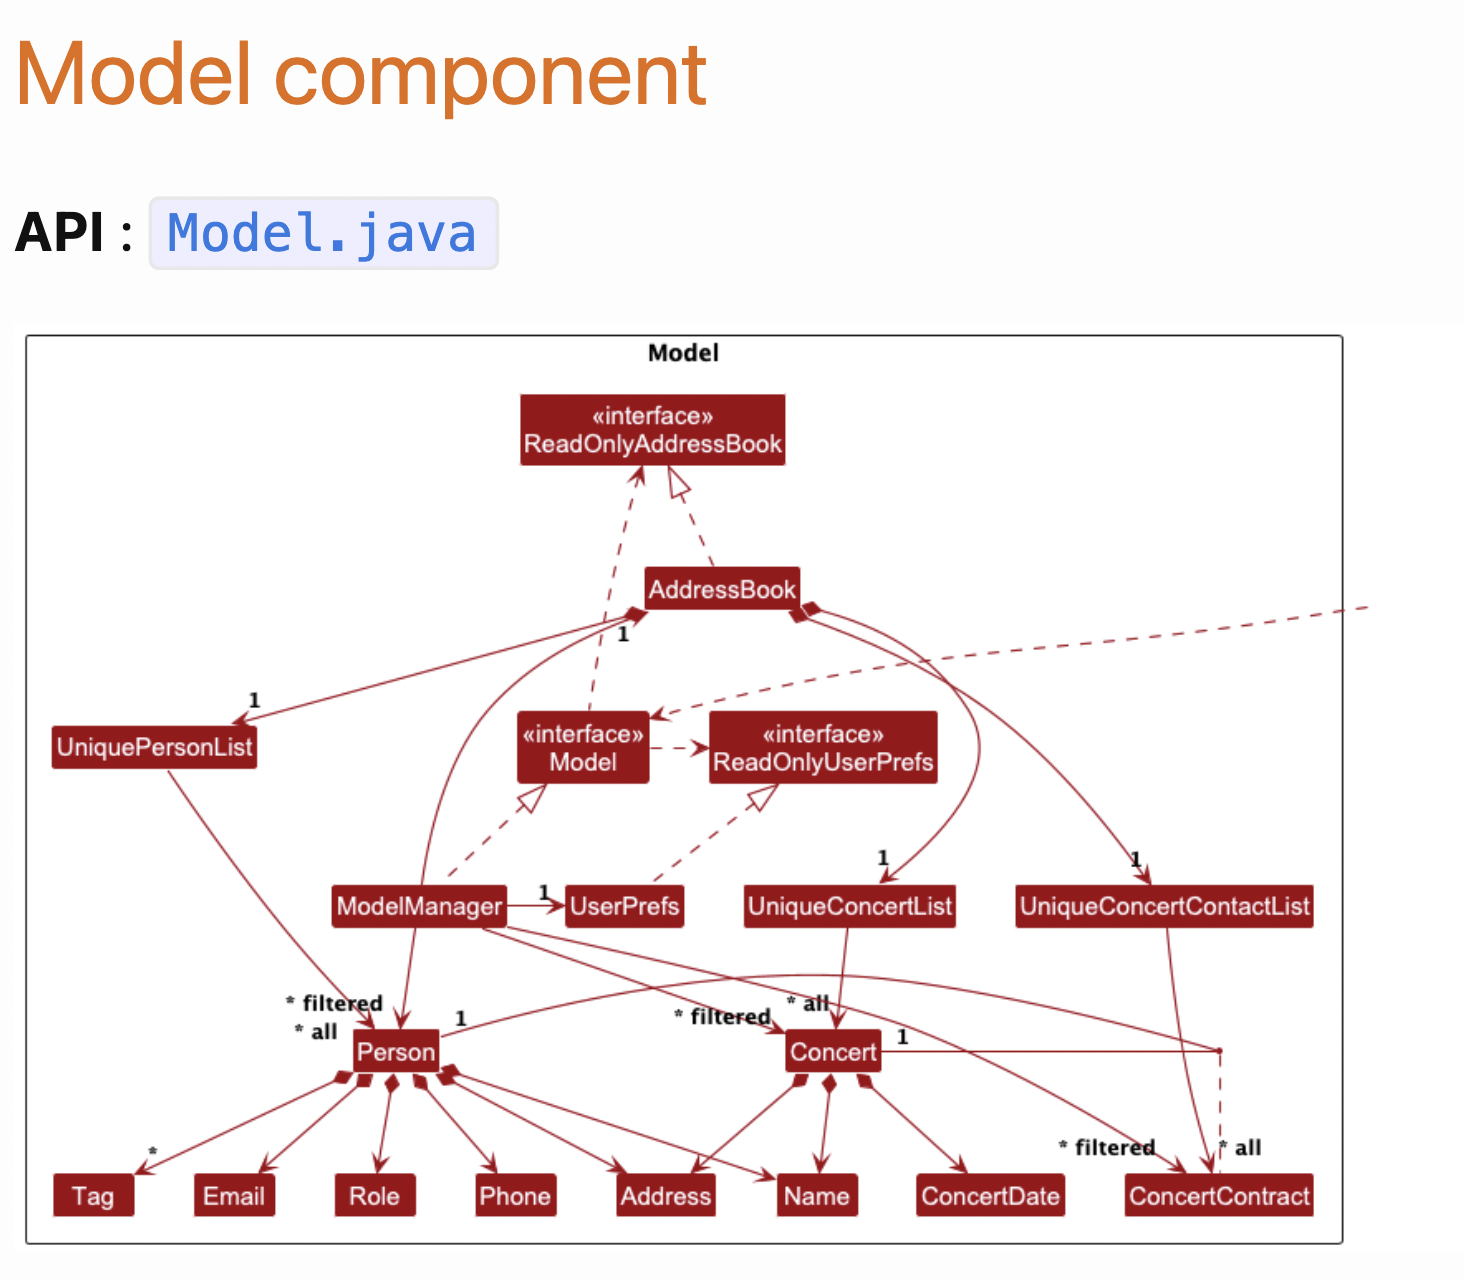 Model component
API : Model.java
Model
«interface»
ReadOnlyAddressBook
AddressBook
1
1
UniquePersonList
«interface»
Model
«interface»
ReadOnlyUserPrefs
1
1
ModelManager
1
UserPrefs
UniqueConcertList
UniqueConcertContactList
* filtered
* all
1
* filtered
* all
Person
Concert
1
*
* filtered
* all
Tag
Email
Role
Phone
Address
Name
ConcertDate
ConcertContract